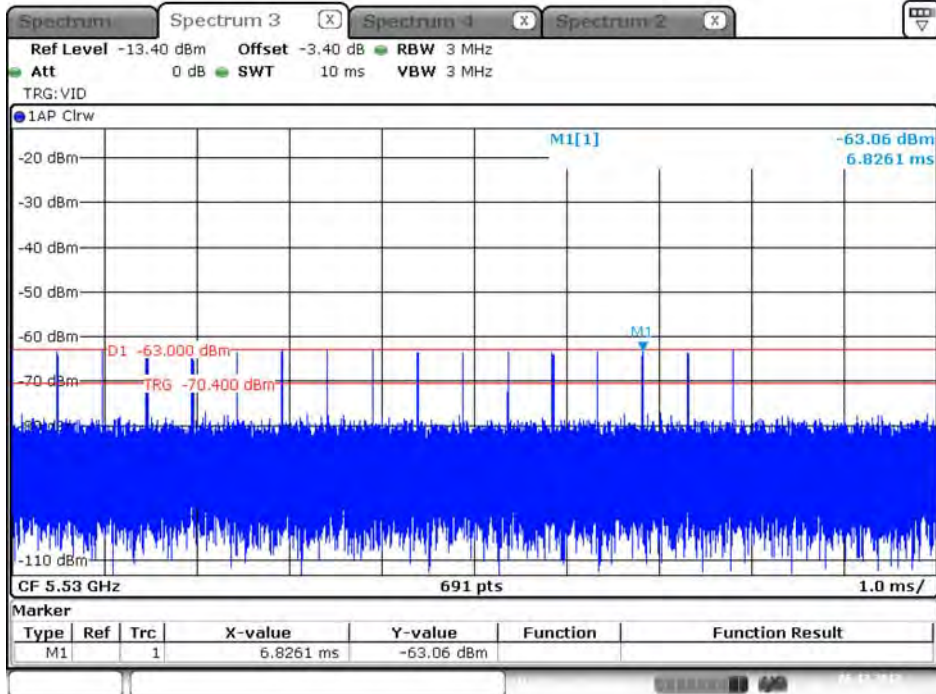 Spectrum Spectrum 3 X Spectrum 4 X Spectrum 2 X
Ref Level -13.40 dBm Offset -3.40 dB RBW 3 MHz
Att 0 dB SWT 10 ms VBW 3 MHz
TRG:VID
1AP Clrw
M1[1] -63.06 dBm
6.8261 ms
-20 dBm
-30 dBm
-40 dBm
-50 dBm
-60 dBm
M1
D1 -63.000 dBm
-70 dBm
TRG -70.400 dBm
-110 dBm
CF 5.53 GHz 691 pts 1.0 ms/
Marker
Type Ref Trc X-value Y-value Function Function Result
M1 1 6.8261 ms -63.06 dBm